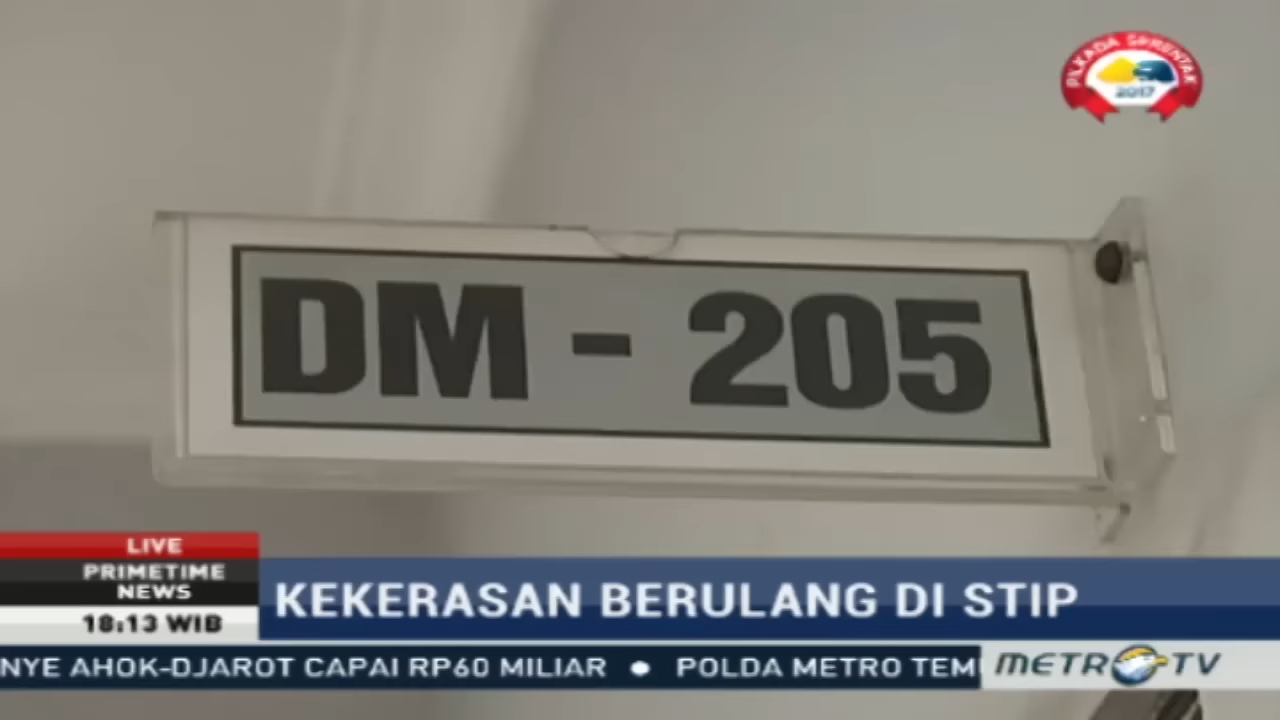 PILKADA SERENTAK
2017
DM - 205
LIVE
PRIMETIME
NEWS
18:13 WIB
KEKERASAN BERULANG DI STIP
NYE AHOK-DJAROT CAPAI RP60 MILIAR ● POLDA METRO TEM
METRO TV